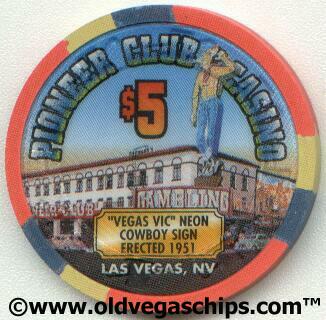 PIONEER CLUB CASINO
$5
GAMBLING
"VEGAS VIC" NEON
COWBOY SIGN
ERECTED 1951
LAS VEGAS, NV
©www.oldvegaschips.com™